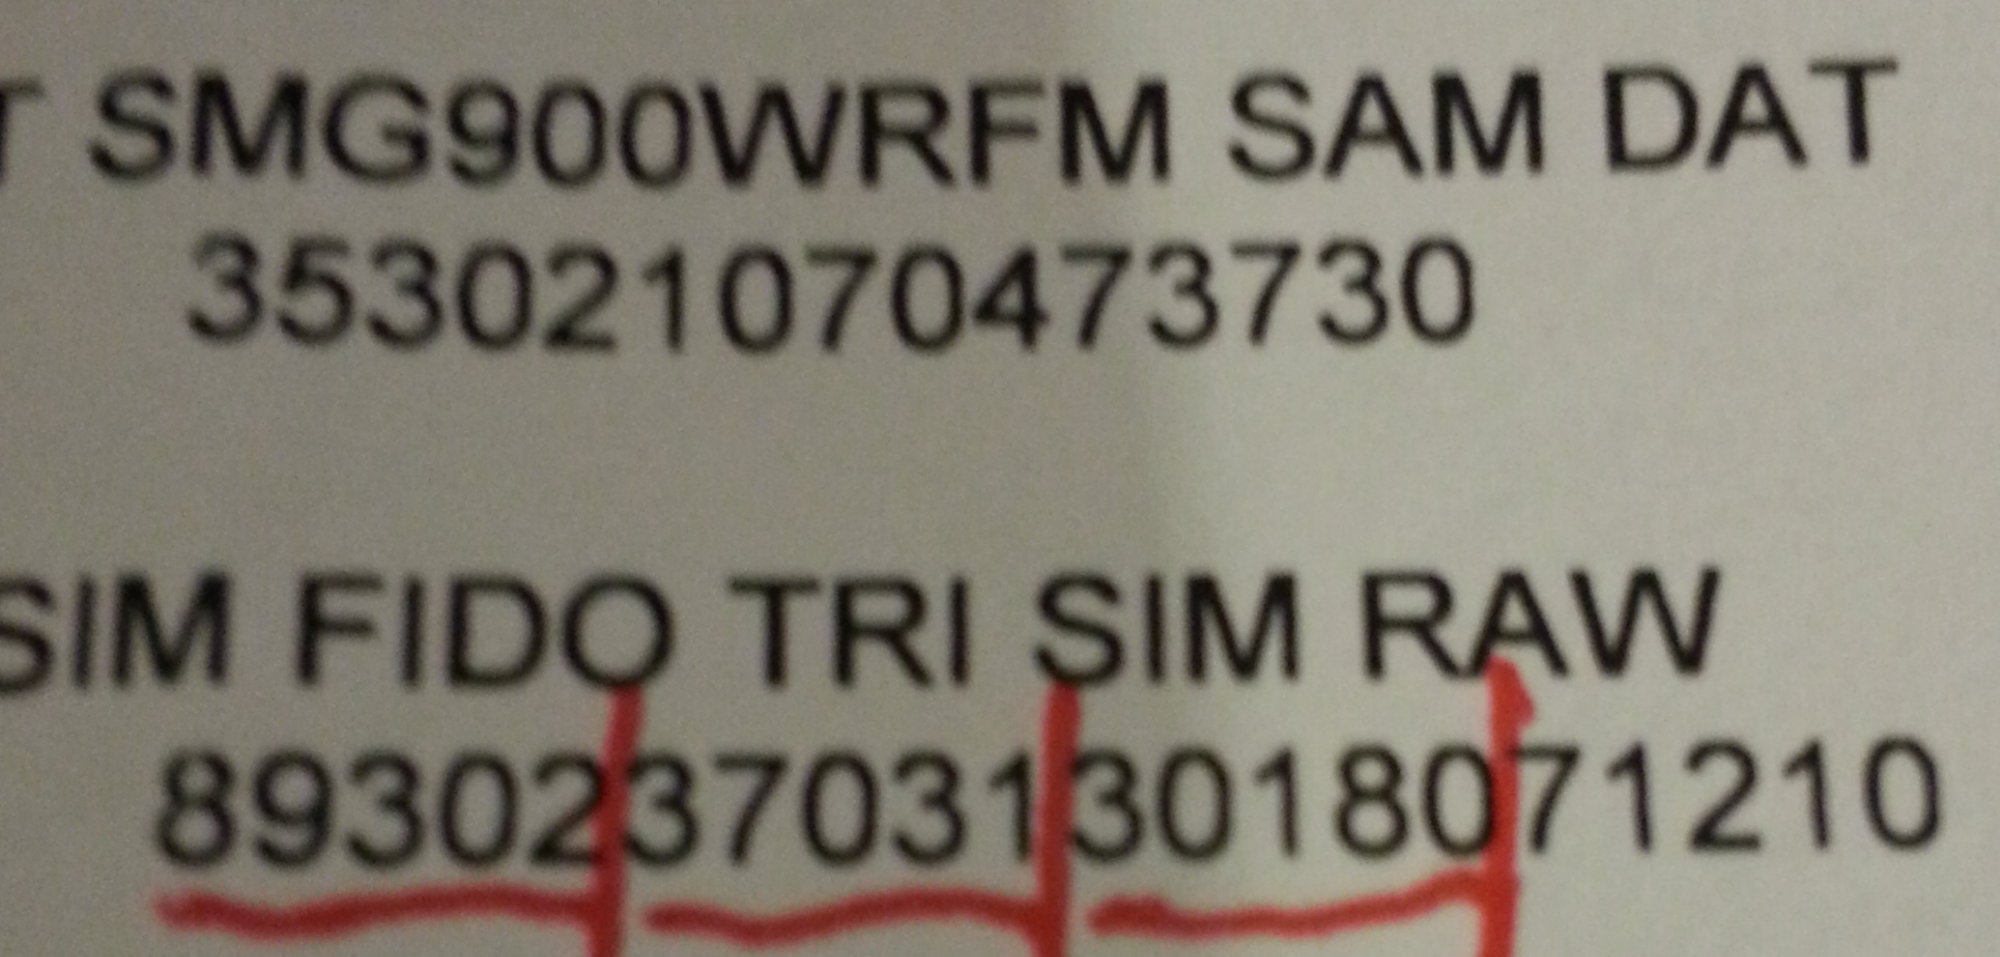 T SMG900WRFM SAM DAT
353021070473730
SIM FIDO TRI SIM RAW
89302370313018071210